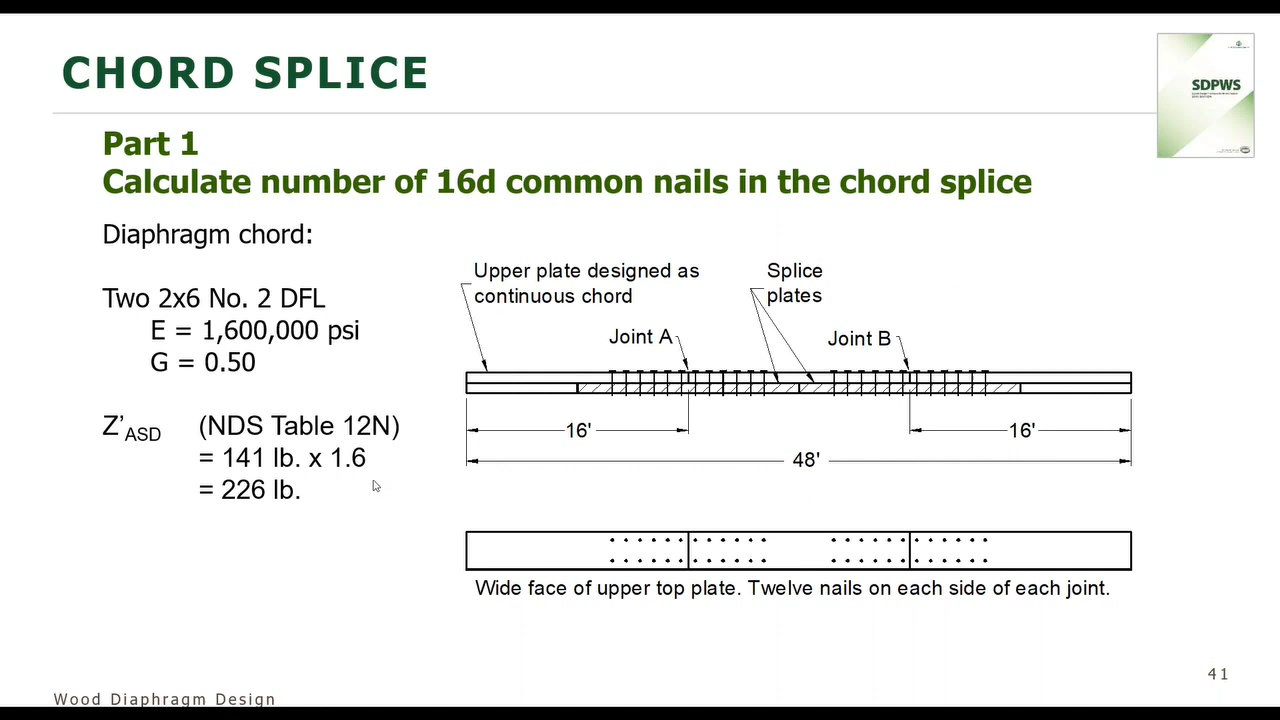 CHORD SPLICE
SDPWS
Part 1
Calculate number of 16d common nails in the chord splice
Diaphragm chord:
Two 2x6 No. 2 DFL
E = 1,600,000 psi
G = 0.50
Z’ASD (NDS Table 12N)
= 141 lb. x 1.6
= 226 lb.
Upper plate designed as
continuous chord
Splice
plates
Joint A
Joint B
16'
16'
48'
Wide face of upper top plate. Twelve nails on each side of each joint.
41
Wood Diaphragm Design